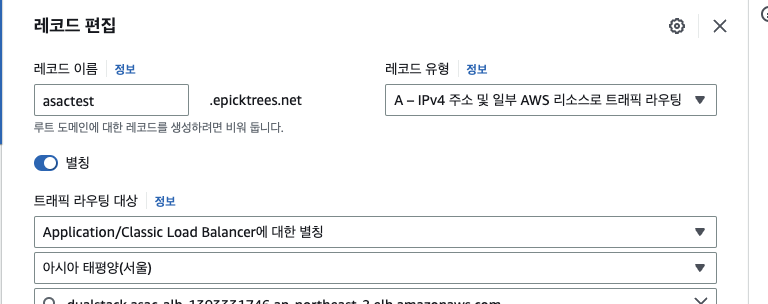 레코드 편집
레코드 이름 정보
레코드 유형 정보
asactest .epicktrees.net
A – IPv4 주소 및 일부 AWS 리소스로 트래픽 라우팅
루트 도메인에 대한 레코드를 생성하려면 비워 둡니다.
별칭
트래픽 라우팅 대상 정보
Application/Classic Load Balancer에 대한 별칭
아시아 태평양(서울)